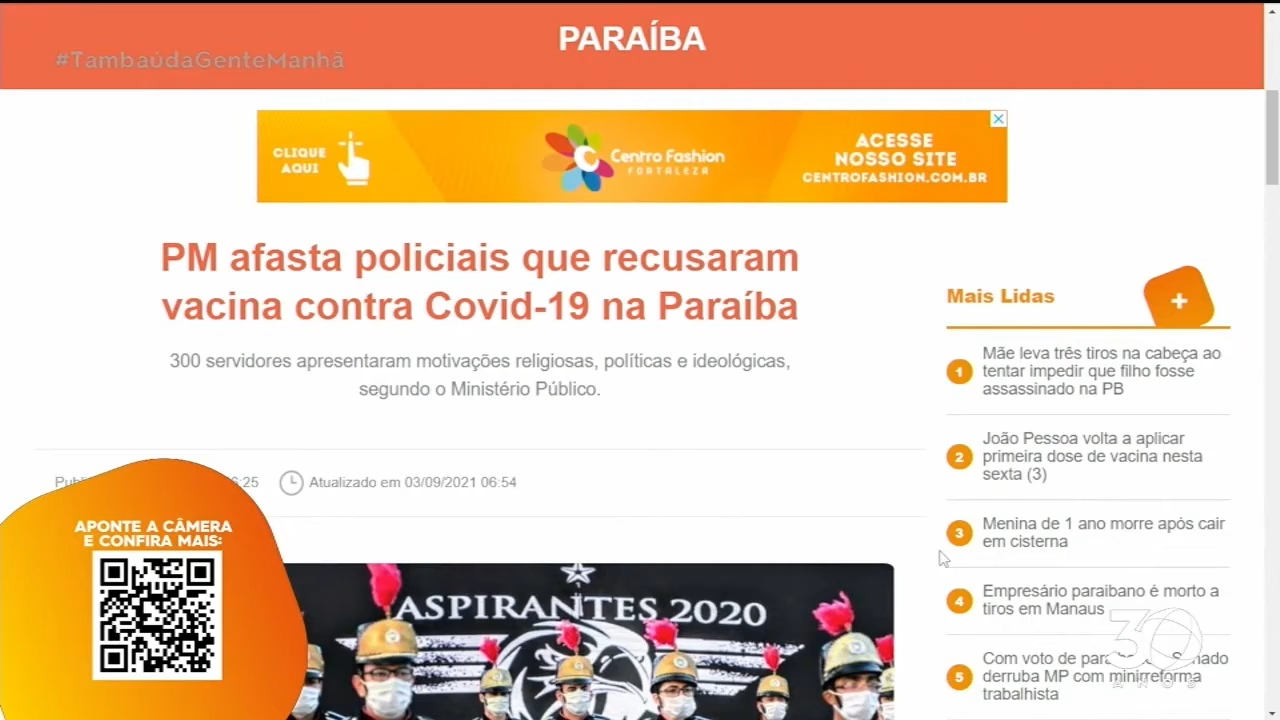 PARAÍBA
#TambaúdaGenteManhã
CLIQUE
AQUI
Centro Fashion
FORTALEZA
ACESSE
NOSSO SITE
CENTROFASHION.COM.BR
PM afasta policiais que recusaram
vacina contra Covid-19 na Paraíba
300 servidores apresentaram motivações religiosas, políticas e ideológicas,
segundo o Ministério Público.
6:25
Atualizado em 03/09/2021 06:54
APONTE A CÂMERA
E CONFIRA MAIS:
ASPIRANTES 2020
Mais Lidas
+
1
Mãe leva três tiros na cabeça ao
tentar impedir que filho fosse
assassinado na PB
2
João Pessoa volta a aplicar
primeira dose de vacina nesta
sexta (3)
3
Menina de 1 ano morre após cair
em cisterna
4
Empresário paraibano é morto a
tiros em Manaus
5
Com voto de
derruba MP com minirreforma
trabalhista
30
ANOS